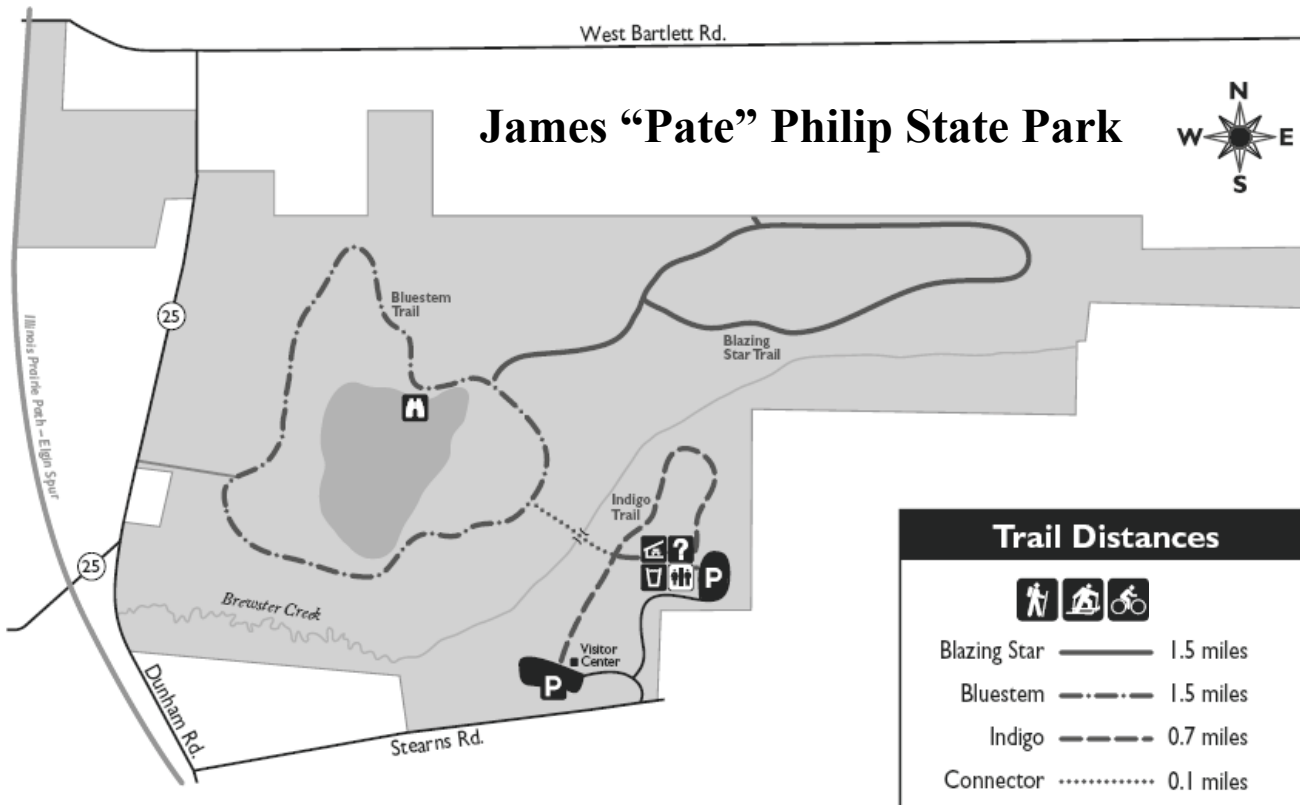 West Bartlett Rd.
James “Pate” Philip State Park
N
W E
S
Bluestem
Trail
25
Blazing
Star Trail
Illinois Prairie Path – Elgin Spur
Indigo
Trail
?
P
25
Brewster Creek
Visitor
Center
P
Dunham Rd.
Stearns Rd.
Trail Distances
Blazing Star 1.5 miles
Bluestem 1.5 miles
Indigo 0.7 miles
Connector 0.1 miles